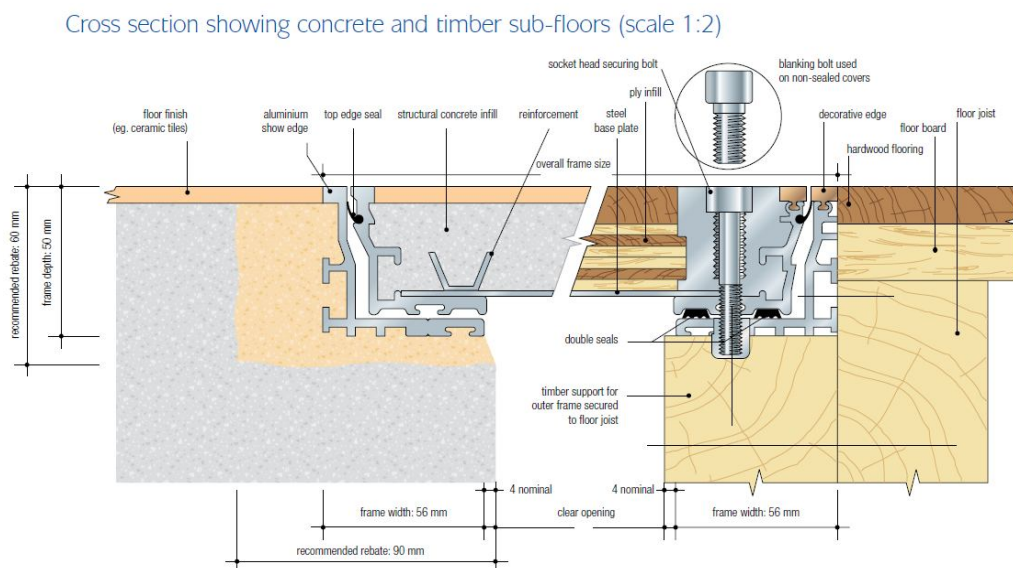 Cross section showing concrete and timber sub-floors (scale 1:2)
socket head securing bolt
blanking bolt used
on non-sealed covers
ply infill
floor finish
(eg. ceramic tiles)
aluminium
show edge
top edge seal
structural concrete infill
reinforcement
steel
base plate
decorative edge
floor joist
floor board
hardwood flooring
overall frame size
recommended rebate: 60 mm
frame depth: 50 mm
double seals
timber support for
outer frame secured
to floor joist
4 nominal
4 nominal
frame width: 56 mm
clear opening
frame width: 56 mm
recommended rebate: 90 mm